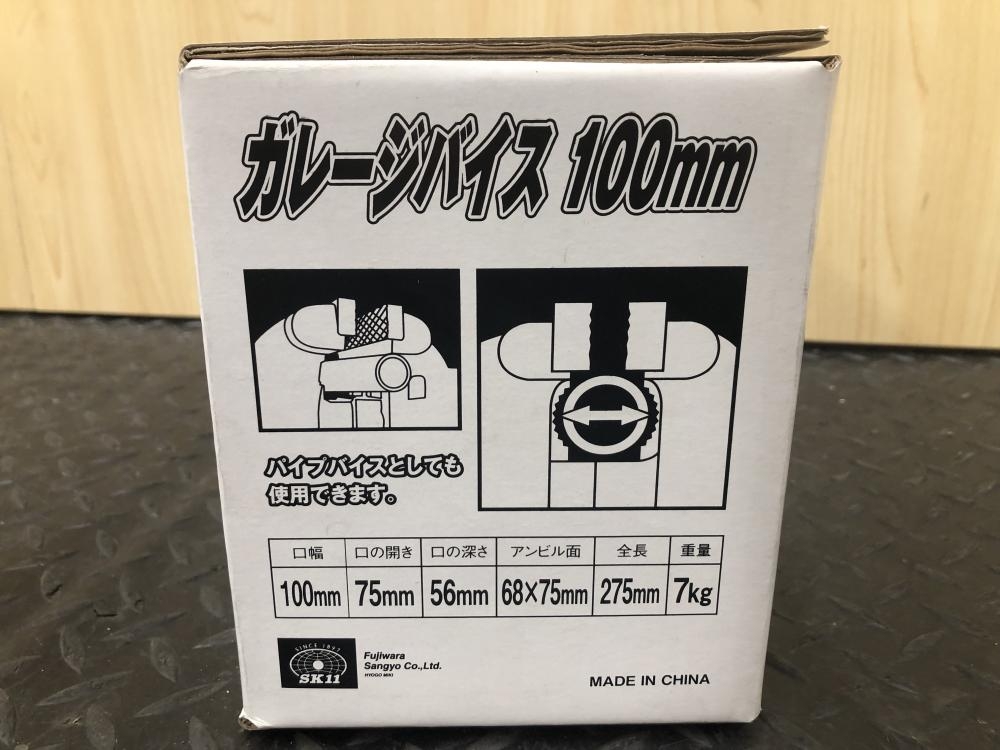 ガレージバイス 100mm
パイプバイスとしても
使用できます。
口幅 口の開き 口の深さ アンビル面 全長 重量
100mm 75mm 56mm 68×75mm 275mm 7kg
SINCE 1897
SK11
Fujiwara
Sangyo Co.,Ltd.
HYOGO MIKI
MADE IN CHINA